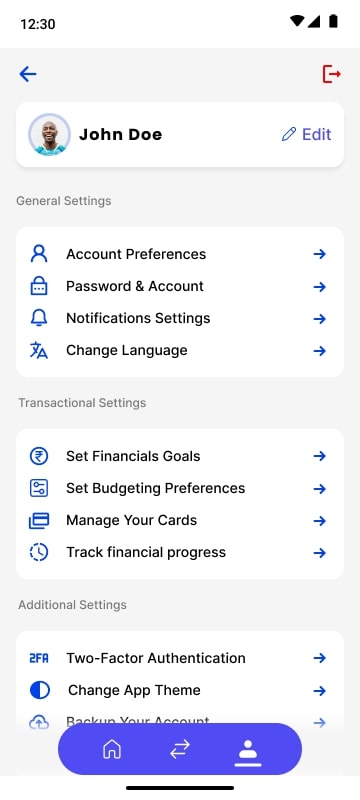 12:30
John Doe
Edit
General Settings
Account Preferences
Password & Account
Notifications Settings
Change Language
Transactional Settings
Set Financials Goals
Set Budgeting Preferences
Manage Your Cards
Track financial progress
Additional Settings
2FA Two-Factor Authentication
Change App Theme
Backup Your Account